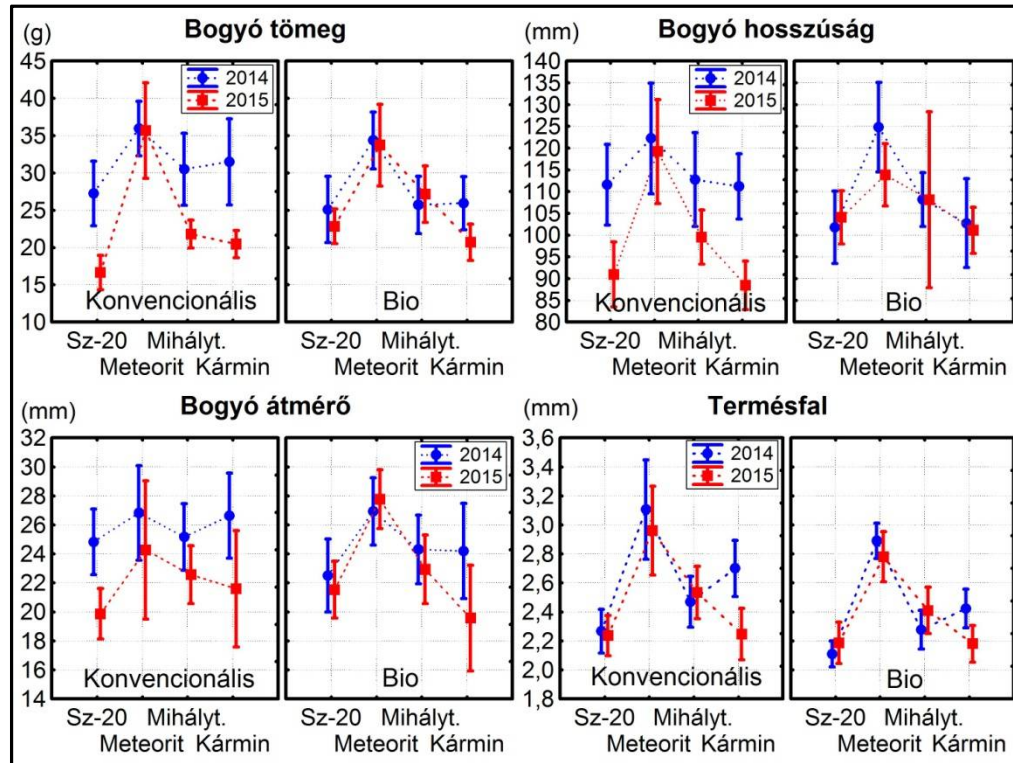 (g) Bogyó tömeg
45
40
35
30
25
20
15
10
2014
2015
Konvencionális
Bio
Sz-20 Mihályt.
Meteorit Kármin
Sz-20 Mihályt.
Meteorit Kármin
(mm) Bogyó hosszúság
140
135
130
125
120
115
110
105
100
95
90
85
80
2014
2015
Konvencionális
Bio
Sz-20 Mihályt.
Meteorit Kármin
Sz-20 Mihályt.
Meteorit Kármin
(mm) Bogyó átmérő
32
30
28
26
24
22
20
18
16
14
2014
2015
Konvencionális
Bio
Sz-20 Mihályt.
Meteorit Kármin
Sz-20 Mihályt.
Meteorit Kármin
(mm) Termésfal
3,6
3,4
3,2
3,0
2,8
2,6
2,4
2,2
2,0
1,8
2014
2015
Konvencionális
Bio
Sz-20 Mihályt.
Meteorit Kármin
Sz-20 Mihályt.
Meteorit Kármin